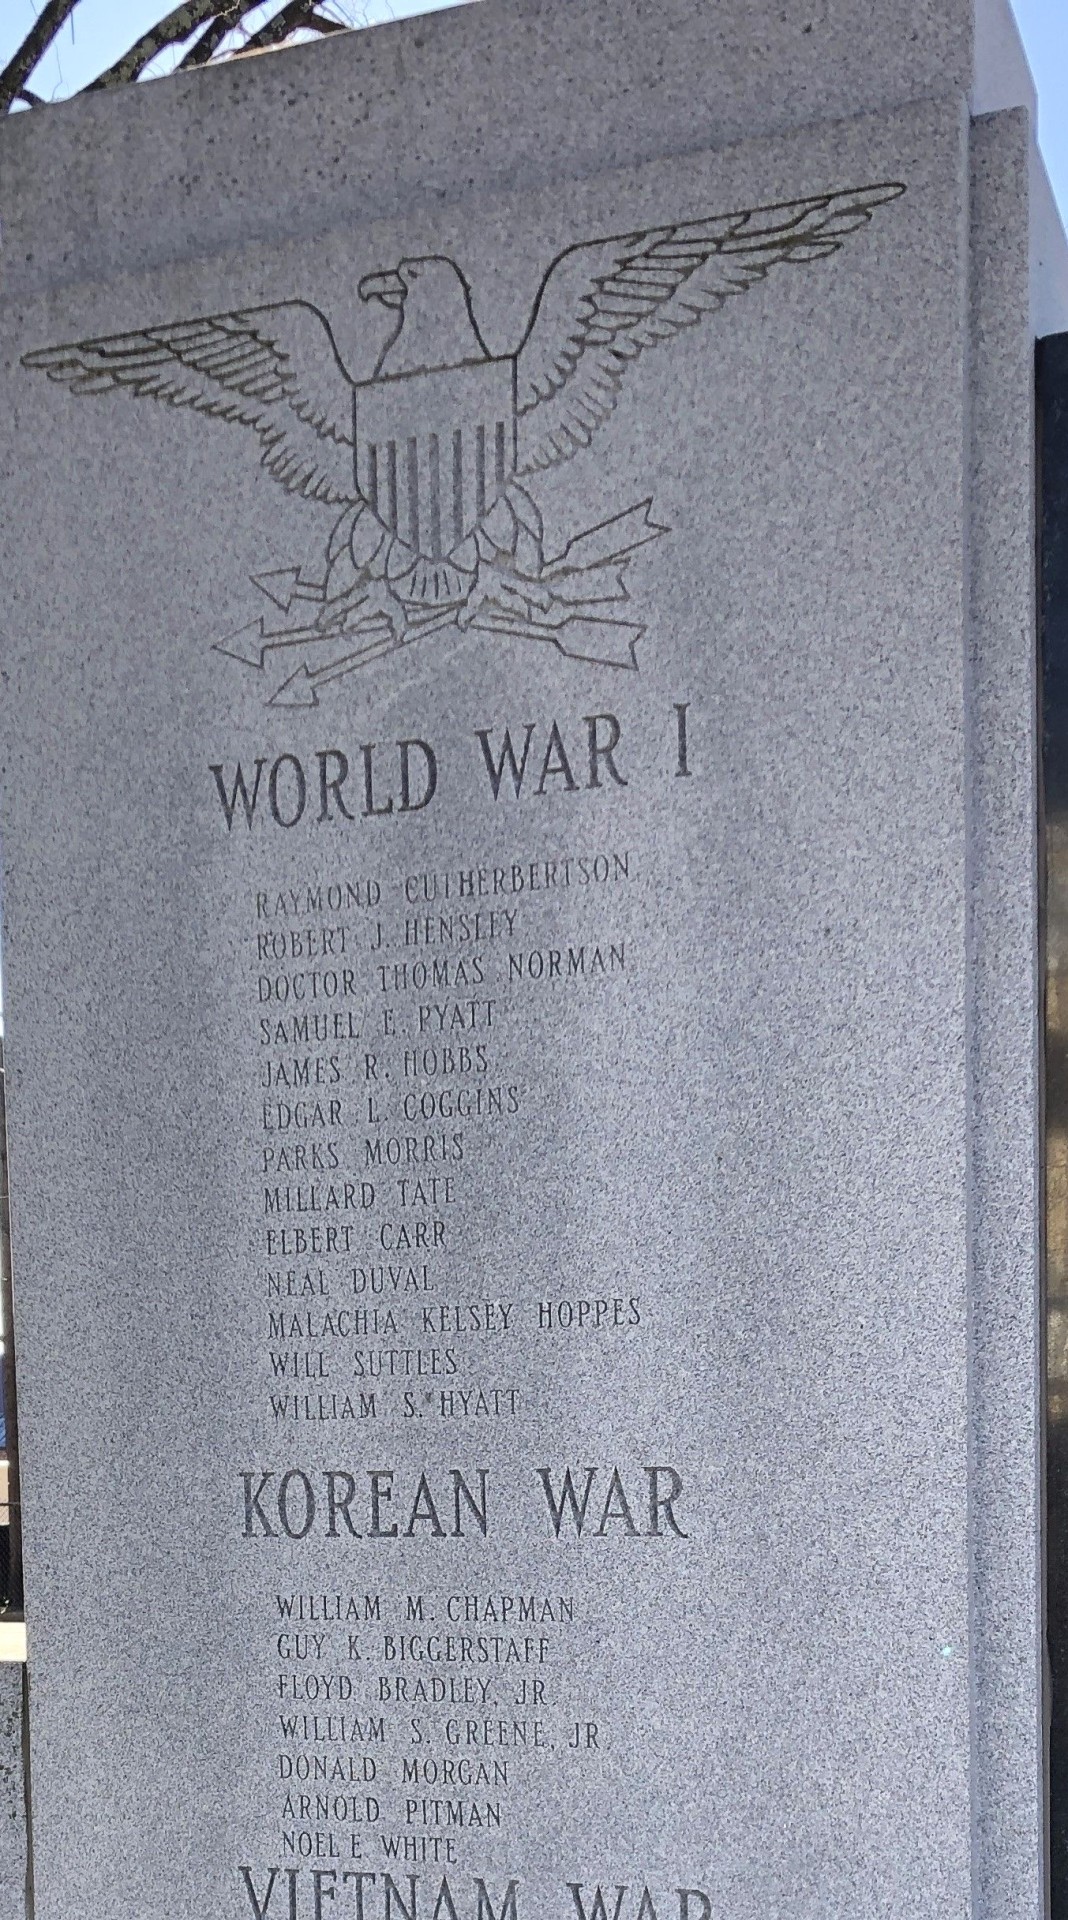 WORLD WAR I
RAYMOND CUTHERBERTSON
ROBERT J. HENSLEY
DOCTOR THOMAS NORMAN
SAMUEL E. PYATT
JAMES R. HOBBS
EDGAR L. COGGINS
PARKS MORRIS
MILLARD TATE
ELBERT CARR
NEAL DUVAL
MALACHIA KELSEY HOPPES
WILL SUTTLES
WILLIAM S. HYATT
KOREAN WAR
WILLIAM M. CHAPMAN
GUY K. BIGGERSTAFF
FLOYD BRADLEY, JR.
WILLIAM S. GREENE, JR.
DONALD MORGAN
ARNOLD PITMAN
NOEL E WHITE
VIETNAM WAR